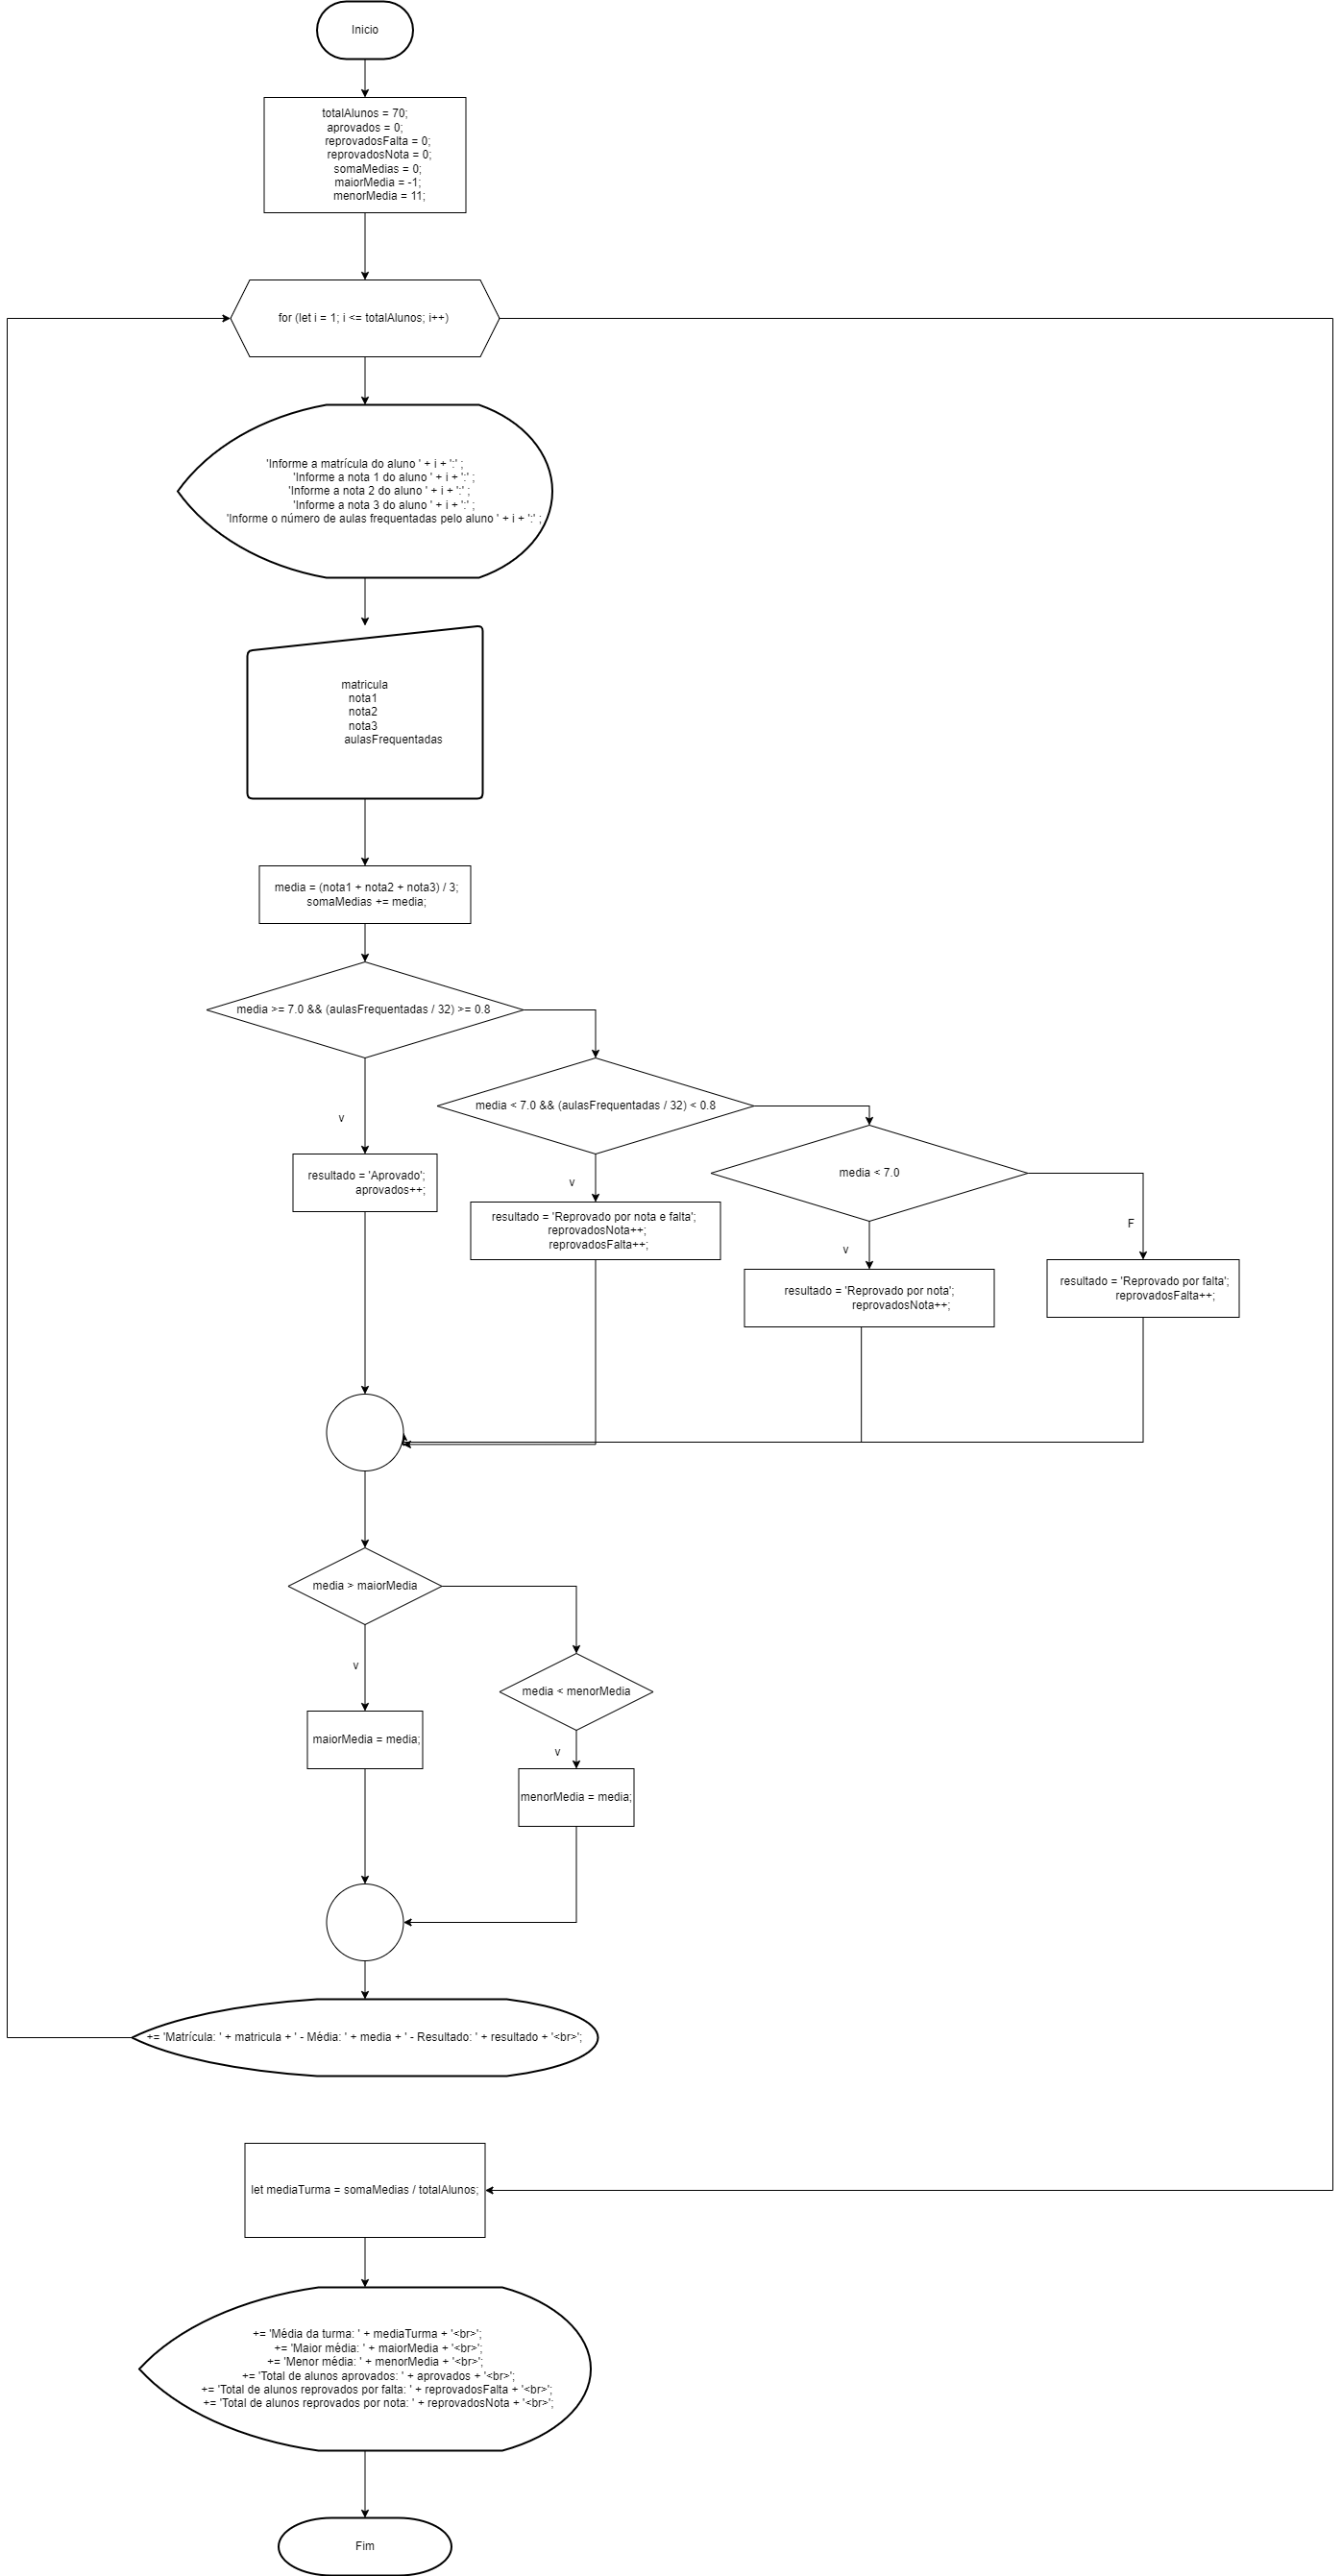 Inicio
totalAlunos = 70;
aprovados = 0;
reprovadosFalta = 0;
reprovadosNota = 0;
somaMedias = 0;
maiorMedia = -1;
menorMedia = 11;
for (let i = 1; i <= totalAlunos; i++)
'Informe a matrícula do aluno ' + i + ':' ;
'Informe a nota 1 do aluno ' + i + ':' ;
'Informe a nota 2 do aluno ' + i + ':' ;
'Informe a nota 3 do aluno ' + i + ':' ;
'Informe o número de aulas frequentadas pelo aluno ' + i + ':' ;
matricula
nota1
nota2
nota3
aulasFrequentadas
media = (nota1 + nota2 + nota3) / 3;
somaMedias += media;
media >= 7.0 && (aulasFrequentadas / 32) >= 0.8
media < 7.0 && (aulasFrequentadas / 32) < 0.8
v
media < 7.0
resultado = 'Aprovado';
aprovados++;
v
resultado = 'Reprovado por nota e falta';
reprovadosNota++;
reprovadosFalta++;
F
v
resultado = 'Reprovado por nota';
reprovadosNota++;
resultado = 'Reprovado por falta';
reprovadosFalta++;
media > maiorMedia
v
media < menorMedia
maiorMedia = media;
v
menorMedia = media;
+= 'Matrícula: ' + matricula + ' - Média: ' + media + ' - Resultado: ' + resultado + '<br>';
let mediaTurma = somaMedias / totalAlunos;
+= 'Média da turma: ' + mediaTurma + '<br>';
+= 'Maior média: ' + maiorMedia + '<br>';
+= 'Menor média: ' + menorMedia + '<br>';
+= 'Total de alunos aprovados: ' + aprovados + '<br>';
+= 'Total de alunos reprovados por falta: ' + reprovadosFalta + '<br>';
+= 'Total de alunos reprovados por nota: ' + reprovadosNota + '<br>';
Fim